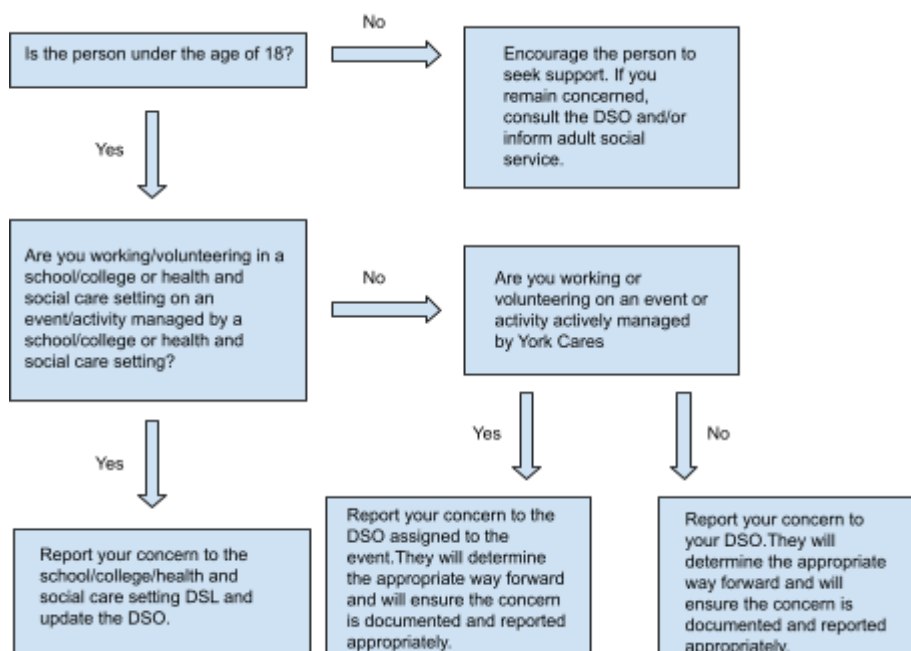 No
Is the person under the age of 18?
Encourage the person to
seek support. If you
remain concerned,
consult the DSO and/or
inform adult social
service.
Yes
Are you working/volunteering in a
school/college or health and
social care setting on an
event/activity managed by a
school/college or health and
social care setting?
No
Are you working or
volunteering on an event or
activity actively managed
by York Cares
Yes
Yes
No
Report your concern to the
school/college/health and
social care setting DSL and
update the DSO.
Report your concern to the
DSO assigned to the
event.They will determine
the appropriate way forward
and will ensure the concern
is documented and reported
appropriately.
Report your concern to
your DSO.They will
determine the appropriate
way forward and will
ensure the concern is
documented and reported
appropriately.